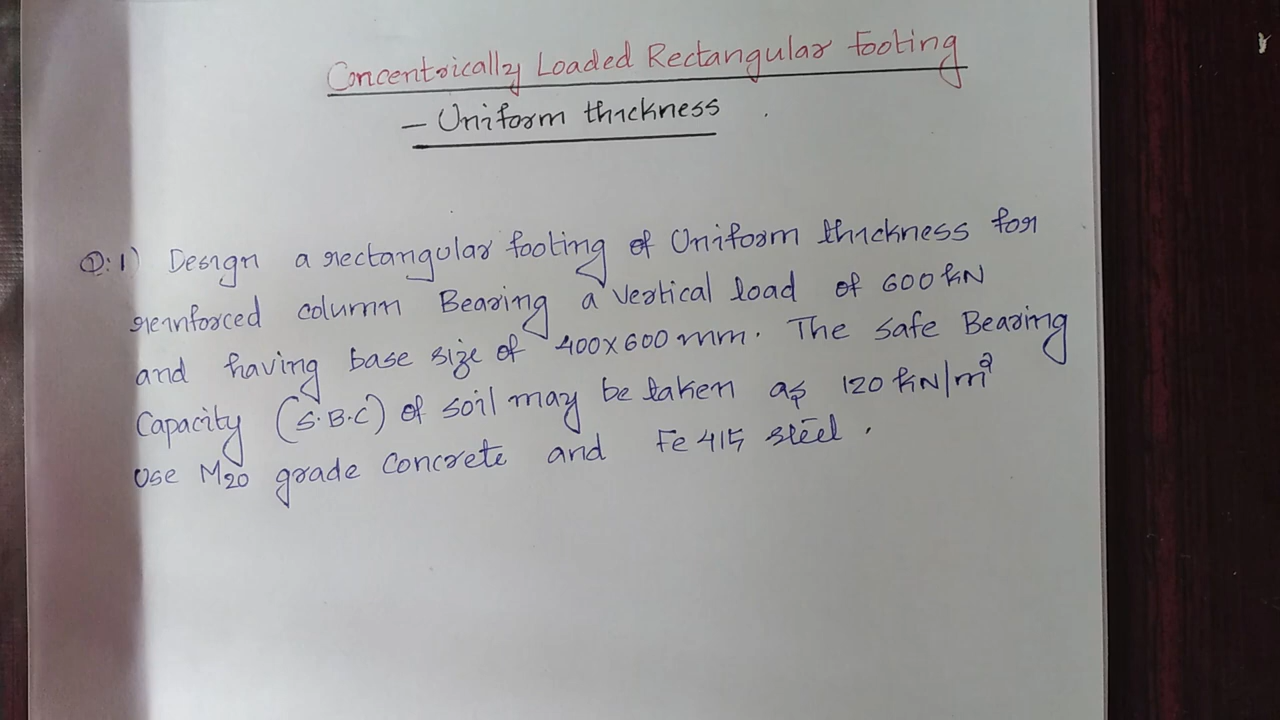 Concentrically Loaded Rectangular Footing
– Uniform thickness
Q:1) Design a rectangular footing of Uniform thickness for
reinforced column Bearing a vertical load of 600 kN
and having base size of 400x600 mm. The safe Bearing
Capacity (S.B.C) of soil may be taken as 120 kN/m²
Use M20 grade concrete and Fe 415 steel.